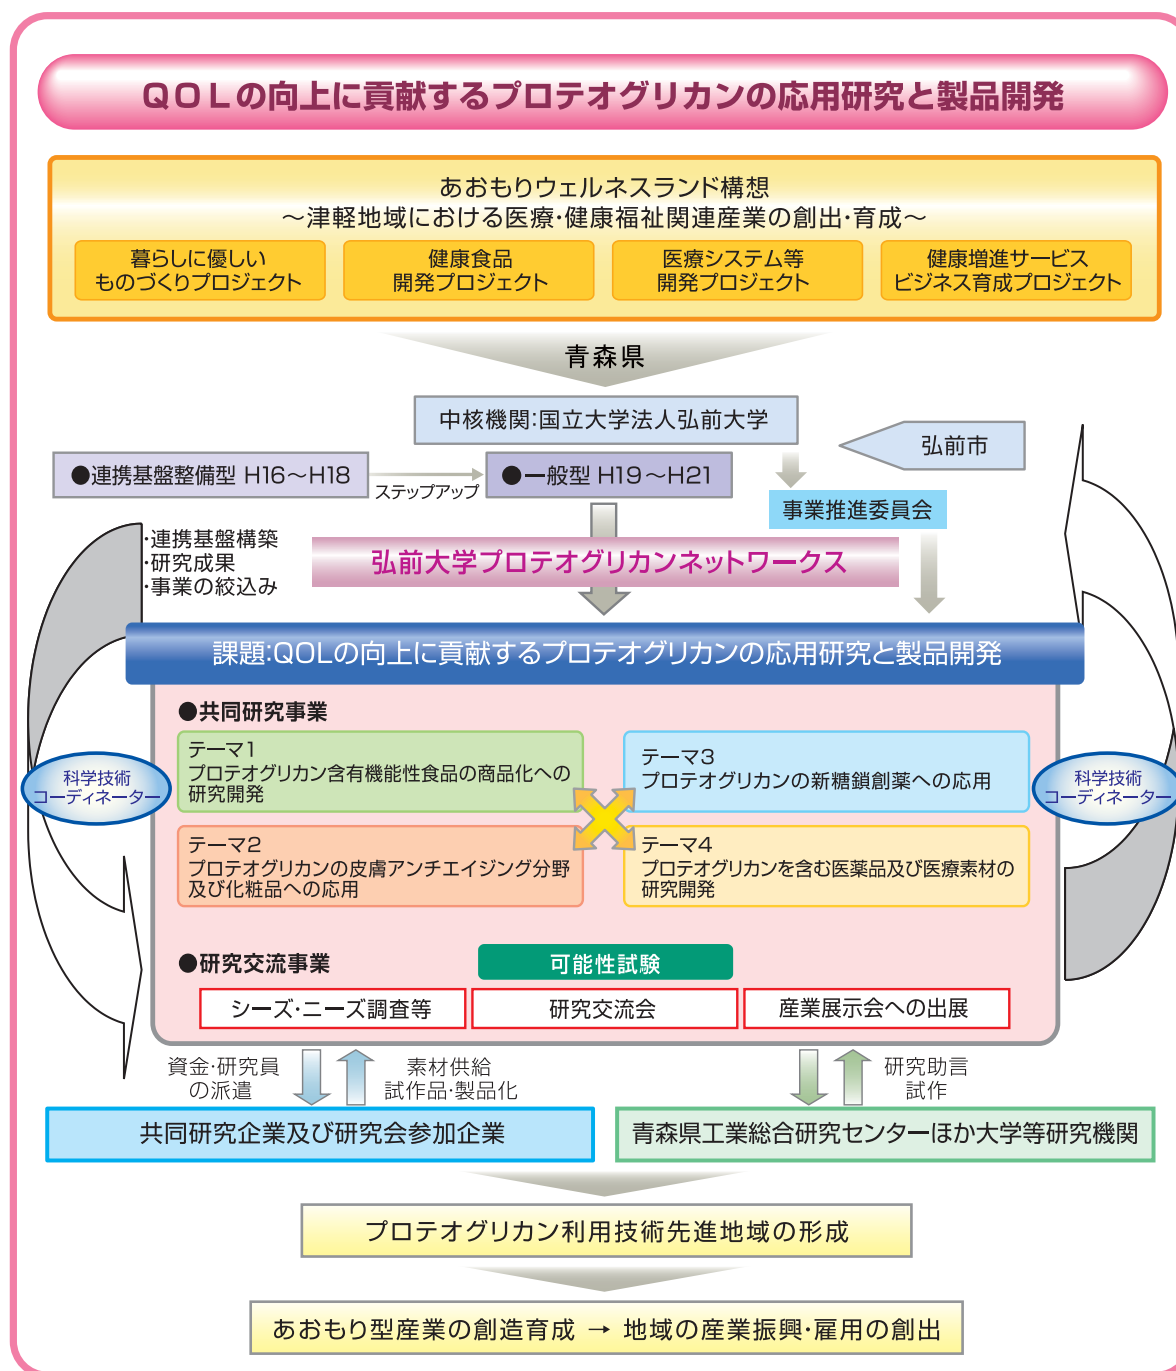 QOLの向上に貢献するプロテオグリカンの応用研究と製品開発
あおもりウェルネスランド構想
～津軽地域における医療・健康福祉関連産業の創出・育成～
暮らしに優しい
ものづくりプロジェクト
健康食品
開発プロジェクト
医療システム等
開発プロジェクト
健康増進サービス
ビジネス育成プロジェクト
青森県
中核機関:国立大学法人弘前大学
弘前市
●連携基盤整備型 H16～H18
ステップアップ
●一般型 H19～H21
事業推進委員会
・連携基盤構築
・研究成果
・事業の絞込み
弘前大学プロテオグリカンネットワークス
課題:QOLの向上に貢献するプロテオグリカンの応用研究と製品開発
●共同研究事業
テーマ1
プロテオグリカン含有機能性食品の商品化への
研究開発
テーマ3
プロテオグリカンの新糖鎖創薬への応用
科学技術
コーディネーター
科学技術
コーディネーター
テーマ2
プロテオグリカンの皮膚アンチエイジング分野
及び化粧品への応用
テーマ4
プロテオグリカンを含む医薬品及び医療素材の
研究開発
●研究交流事業
可能性試験
シーズ・ニーズ調査等
研究交流会
産業展示会への出展
資金・研究員
の派遣
素材供給
試作品・製品化
研究助言
試作
共同研究企業及び研究会参加企業
青森県工業総合研究センターほか大学等研究機関
プロテオグリカン利用技術先進地域の形成
あおもり型産業の創造育成 → 地域の産業振興・雇用の創出